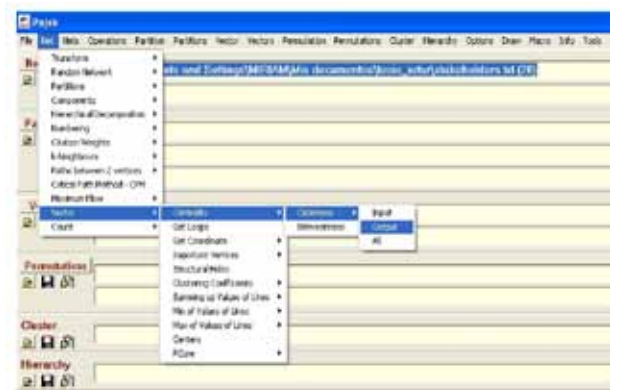 Pajek
File Net Nets Operations Partition Partitions Vector Vectors Permutation Permutations Cluster Hierarchy Options Draw Macro Info Tools
Transform
Random Network
Partitions
Components
Hierarchical Decomposition
Numbering
Citation Weights
k-Neighbours
Paths between 2 vertices
Critical Path Method - CPM
Maximum Flow
Vector
Centrality
Closeness
Input
Count
Get Loops
Betweenness
Output
Get Coordinate
All
Important Vertices
Structural Holes
Clustering Coefficients
Summing up Values of Lines
Min of Values of Lines
Max of Values of Lines
Centers
PCore
Permutations
Cluster
Hierarchy